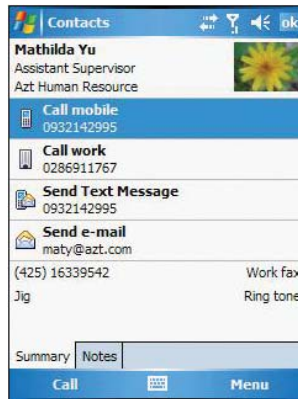 Contacts ok
Mathilda Yu
Assistant Supervisor
Azt Human Resource
Call mobile
0932142995
Call work
0286911767
Send Text Message
0932142995
Send e-mail
maty@azt.com
(425) 16339542 Work fax
Jig Ring tone
Summary Notes
Call Menu